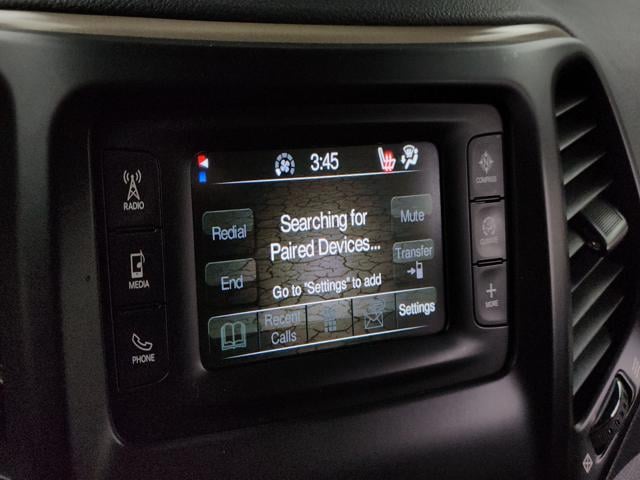 3:45
RADIO
MEDIA
PHONE
Redial
Searching for
Paired Devices...
Mute
End
Transfer
Go to "Settings" to add
Recent
Calls
Settings
COMPASS
MORE